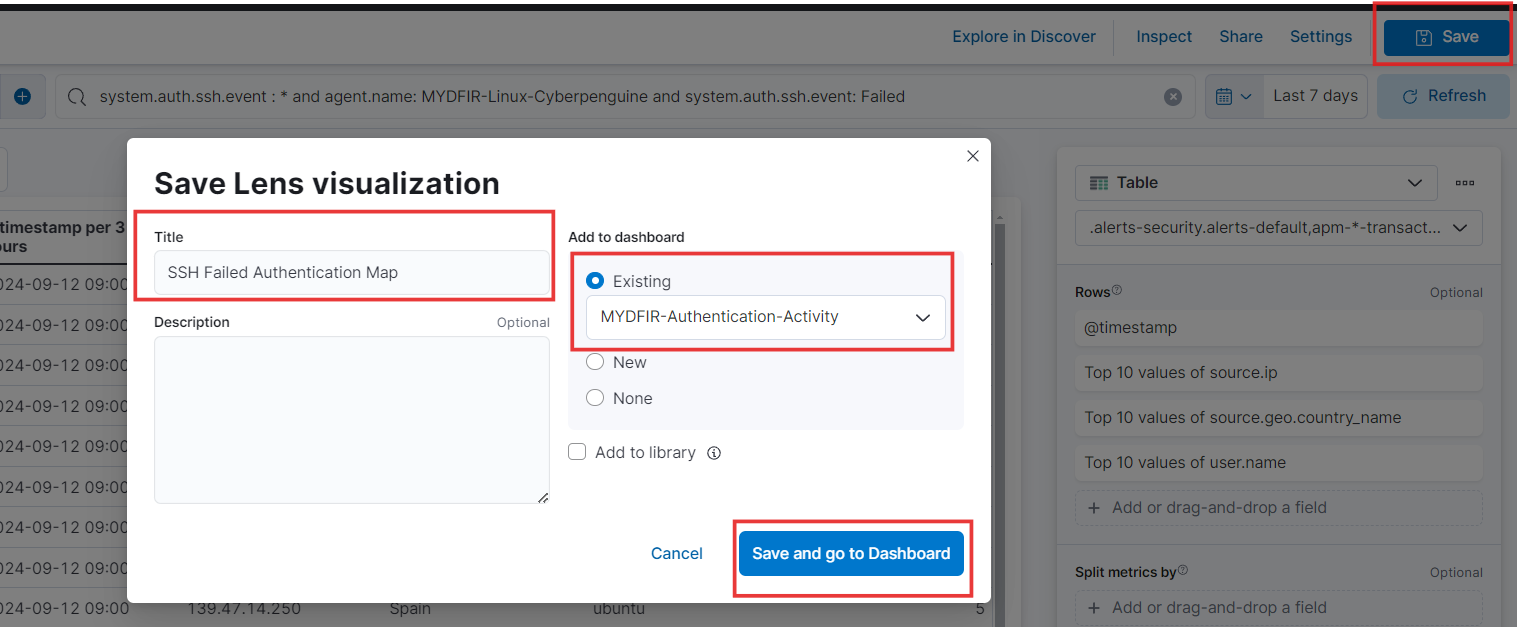 Explore in Discover Inspect Share Settings Save
system.auth.ssh.event : * and agent.name: MYDFIR-Linux-Cyberpenguine and system.auth.ssh.event: Failed
Last 7 days
Refresh
timestamp per 3
ours
024-09-12 09:00
024-09-12 09:00
024-09-12 09:00
024-09-12 09:00
024-09-12 09:00
024-09-12 09:00
024-09-12 09:00
024-09-12 09:00
024-09-12 09:00 139.47.14.250 Spain ubuntu 5
Save Lens visualization
Title
SSH Failed Authentication Map
Description Optional
Add to dashboard
Existing
MYDFIR-Authentication-Activity
New
None
Add to library
Cancel
Save and go to Dashboard
Table
.alerts-security.alerts-default,apm-*-transact...
Rows Optional
@timestamp
Top 10 values of source.ip
Top 10 values of source.geo.country_name
Top 10 values of user.name
Add or drag-and-drop a field
Split metrics by Optional
Add or drag-and-drop a field